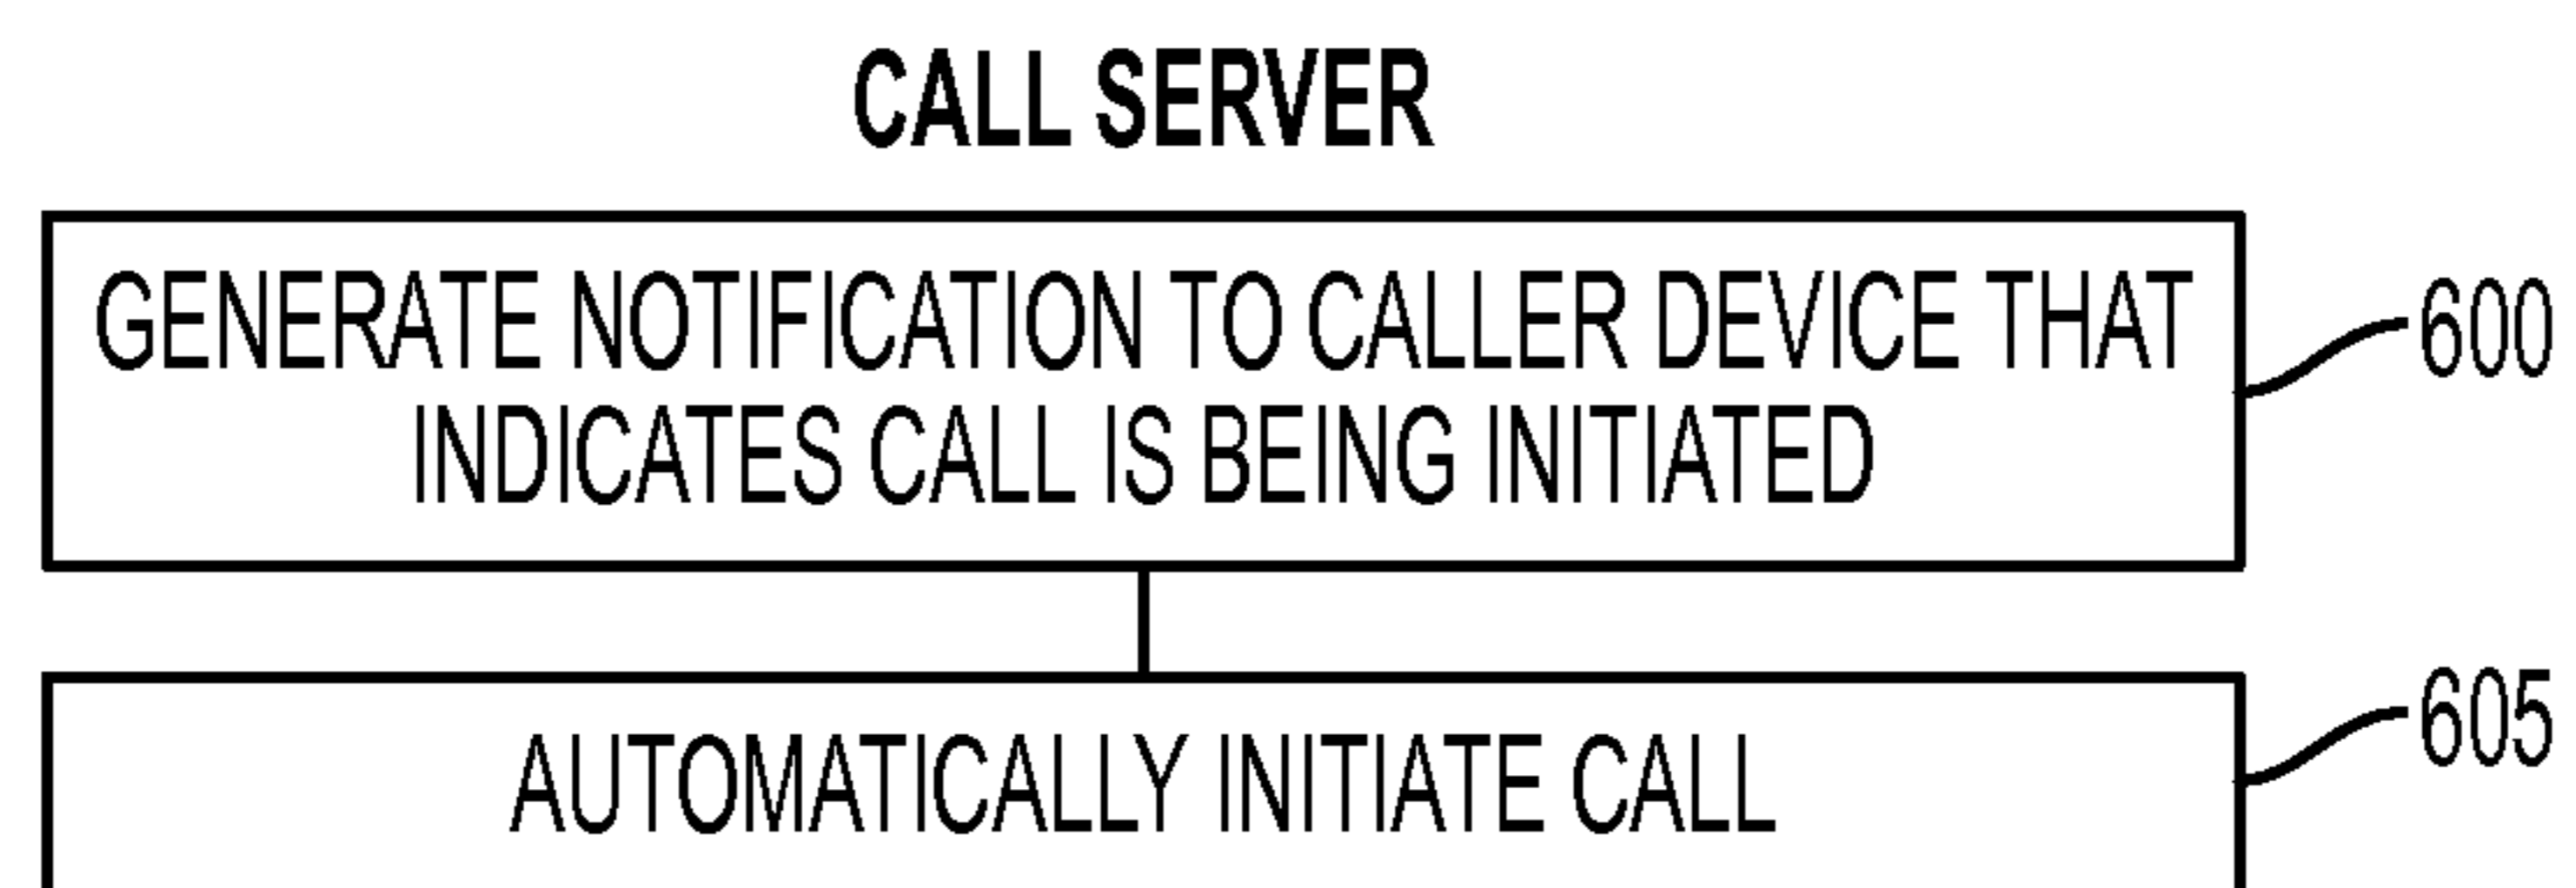 CALL SERVER
GENERATE NOTIFICATION TO CALLER DEVICE THAT
INDICATES CALL IS BEING INITIATED
600
AUTOMATICALLY INITIATE CALL
605